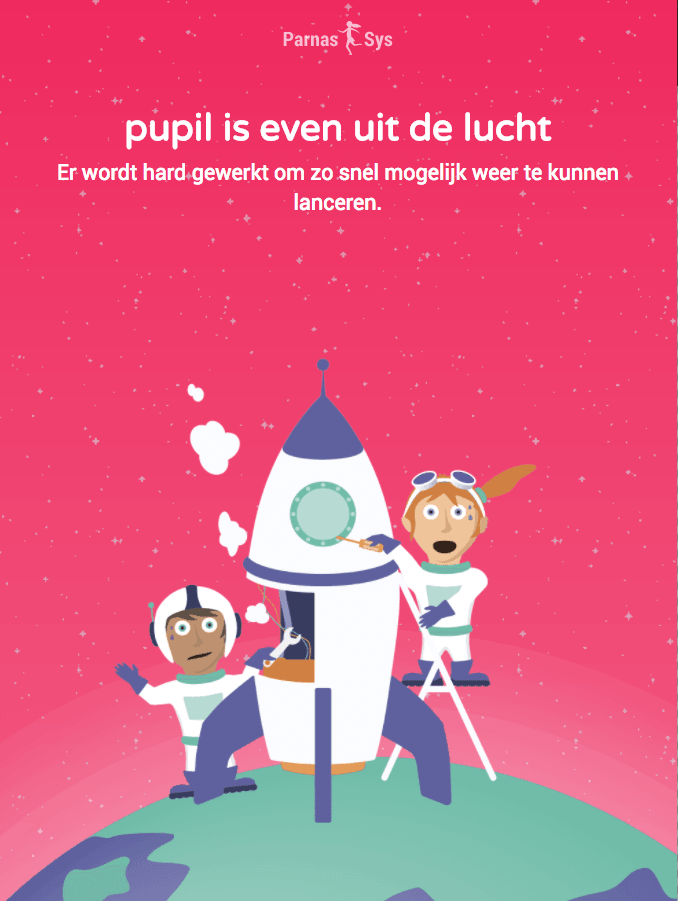 Parnas Sys
pupil is even uit de lucht
Er wordt hard gewerkt om zo snel mogelijk weer te kunnen
lanceren.